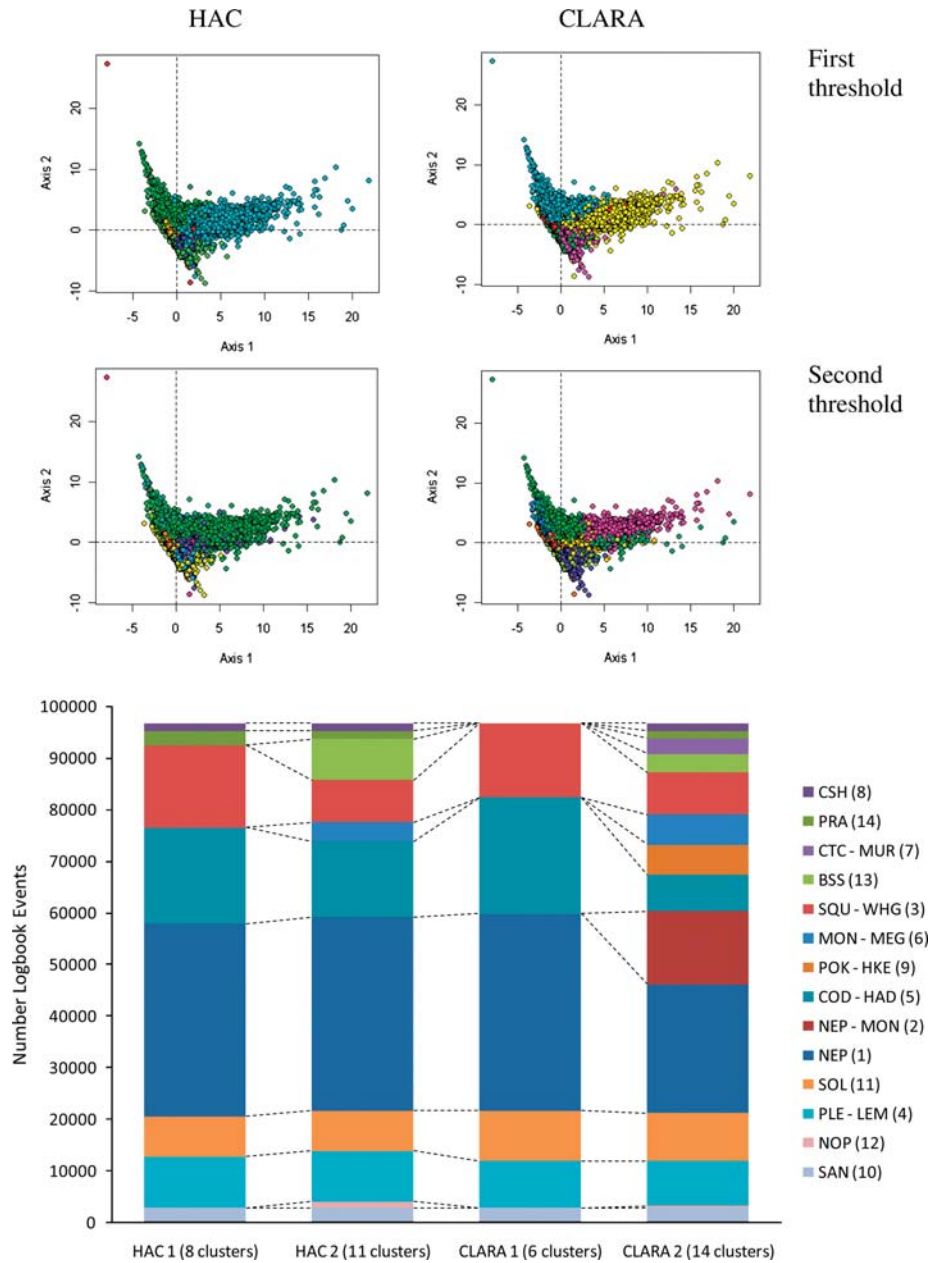 HAC
CLARA
First
threshold
Axis 2
20
10
0
-10
-5 0 5 10 15 20
Axis 1
Axis 2
20
10
0
-10
-5 0 5 10 15 20
Axis 1
Second
threshold
Axis 2
20
10
0
-10
-5 0 5 10 15 20
Axis 1
Axis 2
20
10
0
-10
-5 0 5 10 15 20
Axis 1
Number Logbook Events
100000
90000
80000
70000
60000
50000
40000
30000
20000
10000
0
HAC 1 (8 clusters) HAC 2 (11 clusters) CLARA 1 (6 clusters) CLARA 2 (14 clusters)
CSH (8)
PRA (14)
CTC - MUR (7)
BSS (13)
SQU - WHG (3)
MON - MEG (6)
POK - HKE (9)
COD - HAD (5)
NEP - MON (2)
NEP (1)
SOL (11)
PLE - LEM (4)
NOP (12)
SAN (10)